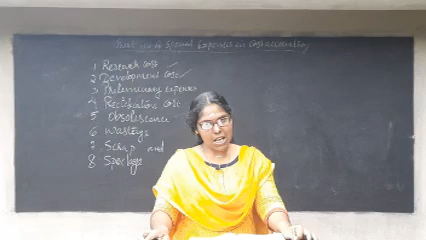 Treatment of Special Expenses in Cost accounting
1 Research Cost
2 Development Cost
3 Preliminary expenses
4 Rectification Cost
5 Obsolescence
6 Wastage
7 Scrap and
8 Spoilage